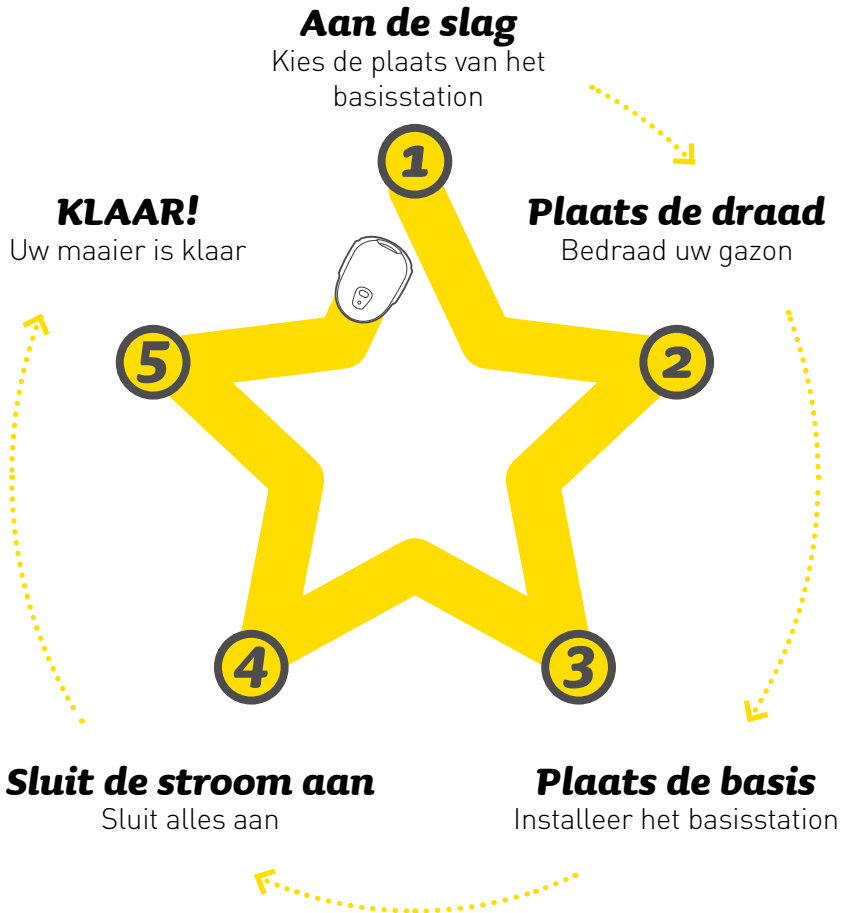 Aan de slag
Kies de plaats van het
basisstation
1
Plaats de draad
Bedraad uw gazon
2
Plaats de basis
Installeer het basisstation
3
Sluit de stroom aan
Sluit alles aan
4
KLAAR!
Uw maaier is klaar
5